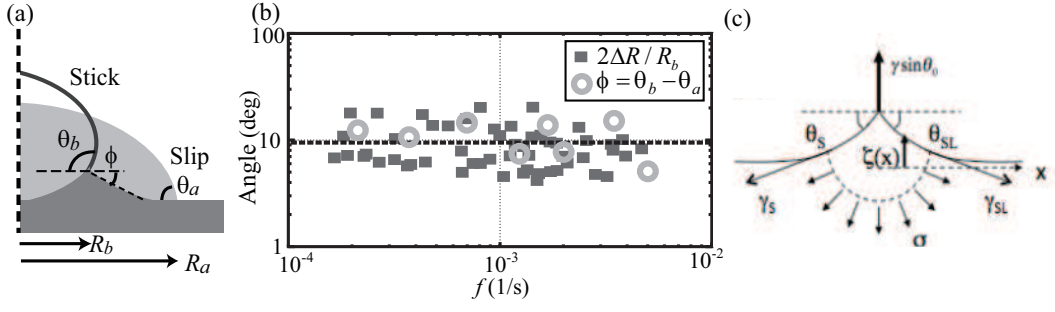 (a)
Stick
θb
ϕ
Slip
θa
Rb
Ra
(b)
100
10
1
Angle (deg)
2ΔR / Rb
ϕ = θb − θa
10-4
10-3
10-2
f (1/s)
(c)
γ sinθ0
θS
θSL
ζ(x)
x
γS
γSL
σ